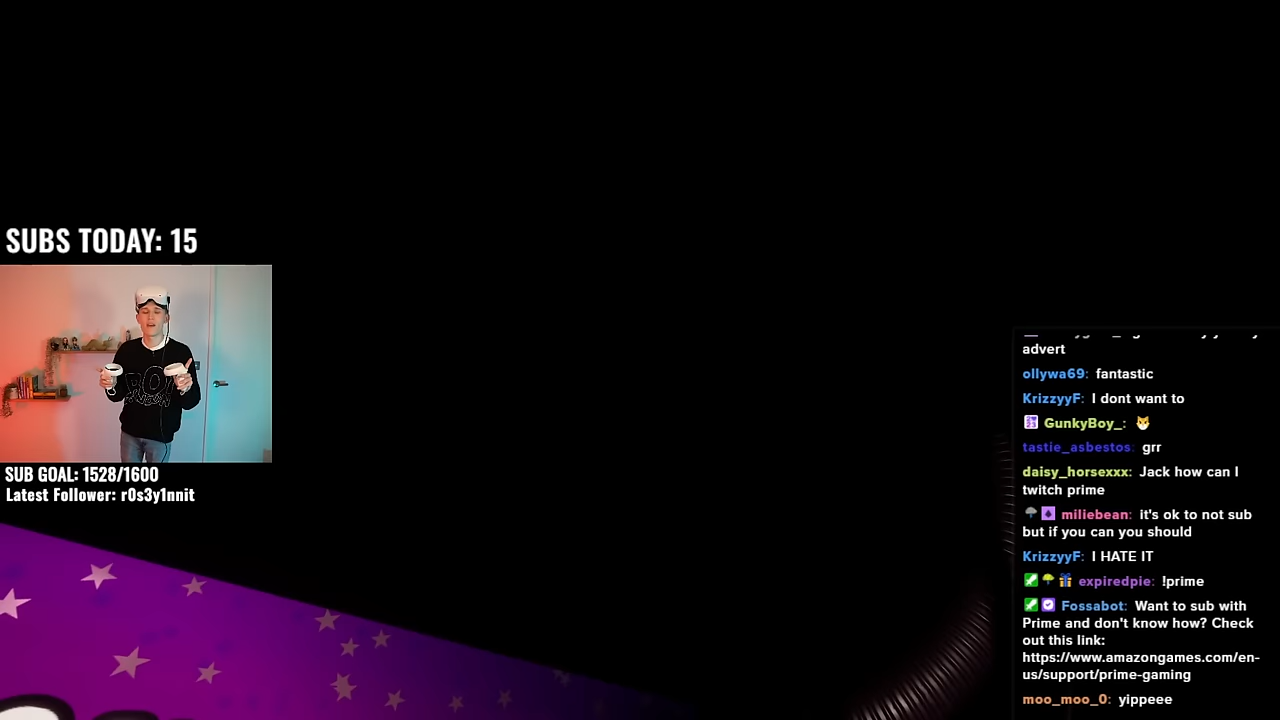 SUBS TODAY: 15
SUB GOAL: 1528/1600
Latest Follower: r0s3y1nnit
advert
ollywa69: fantastic
KrizzyyF: I dont want to
GunkyBoy_:
tastie_asbestos: grr
daisy_horsexxx: Jack how can I
twitch prime
miliebean: it's ok to not sub
but if you can you should
KrizzyyF: I HATE IT
expiredpie: !prime
Fossabot: Want to sub with
Prime and don't know how? Check
out this link:
https://www.amazongames.com/en-
us/support/prime-gaming
moo_moo_0: yippeee